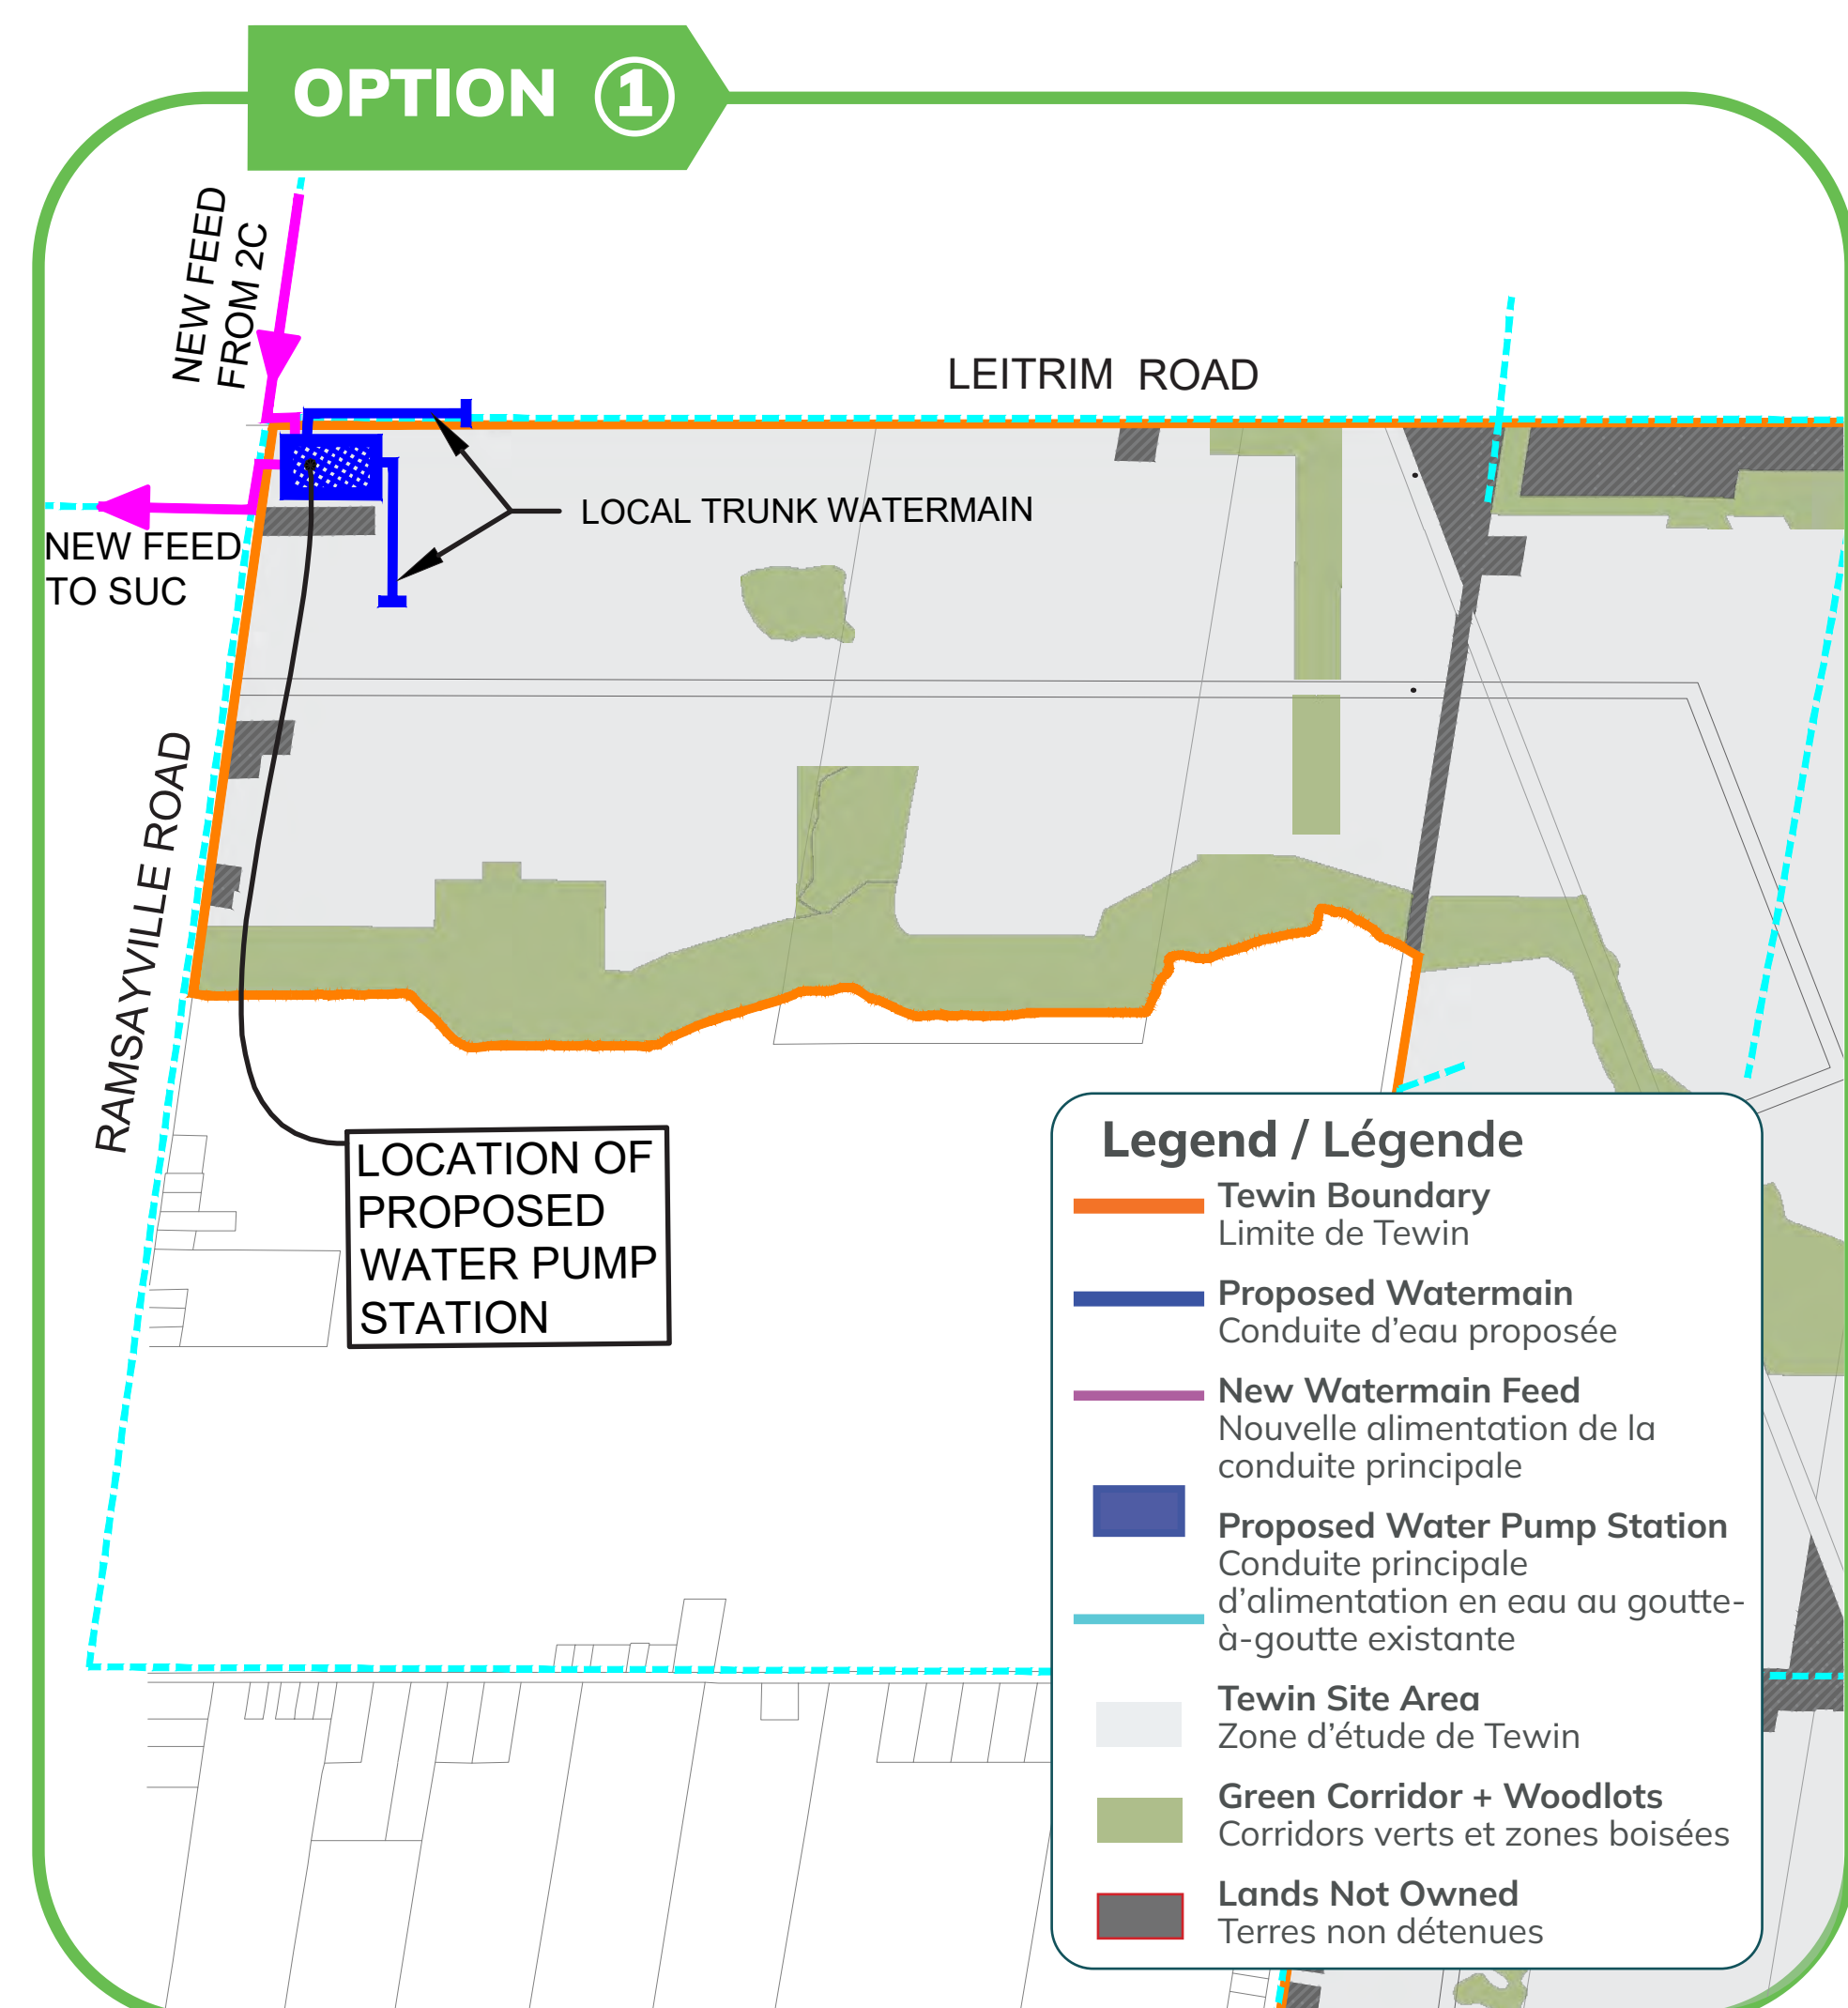 OPTION 1
NEW FEED
FROM 2C
LEITRIM ROAD
LOCAL TRUNK WATERMAIN
NEW FEED
TO SUC
RAMSAYVILLE ROAD
LOCATION OF
PROPOSED
WATER PUMP
STATION
Legend / Légende
Tewin Boundary
Limite de Tewin
Proposed Watermain
Conduite d'eau proposée
New Watermain Feed
Nouvelle alimentation de la
conduite principale
Proposed Water Pump Station
Conduite principale
d'alimentation en eau au goutte-
à-goutte existante
Tewin Site Area
Zone d'étude de Tewin
Green Corridor + Woodlots
Corridors verts et zones boisées
Lands Not Owned
Terres non détenues